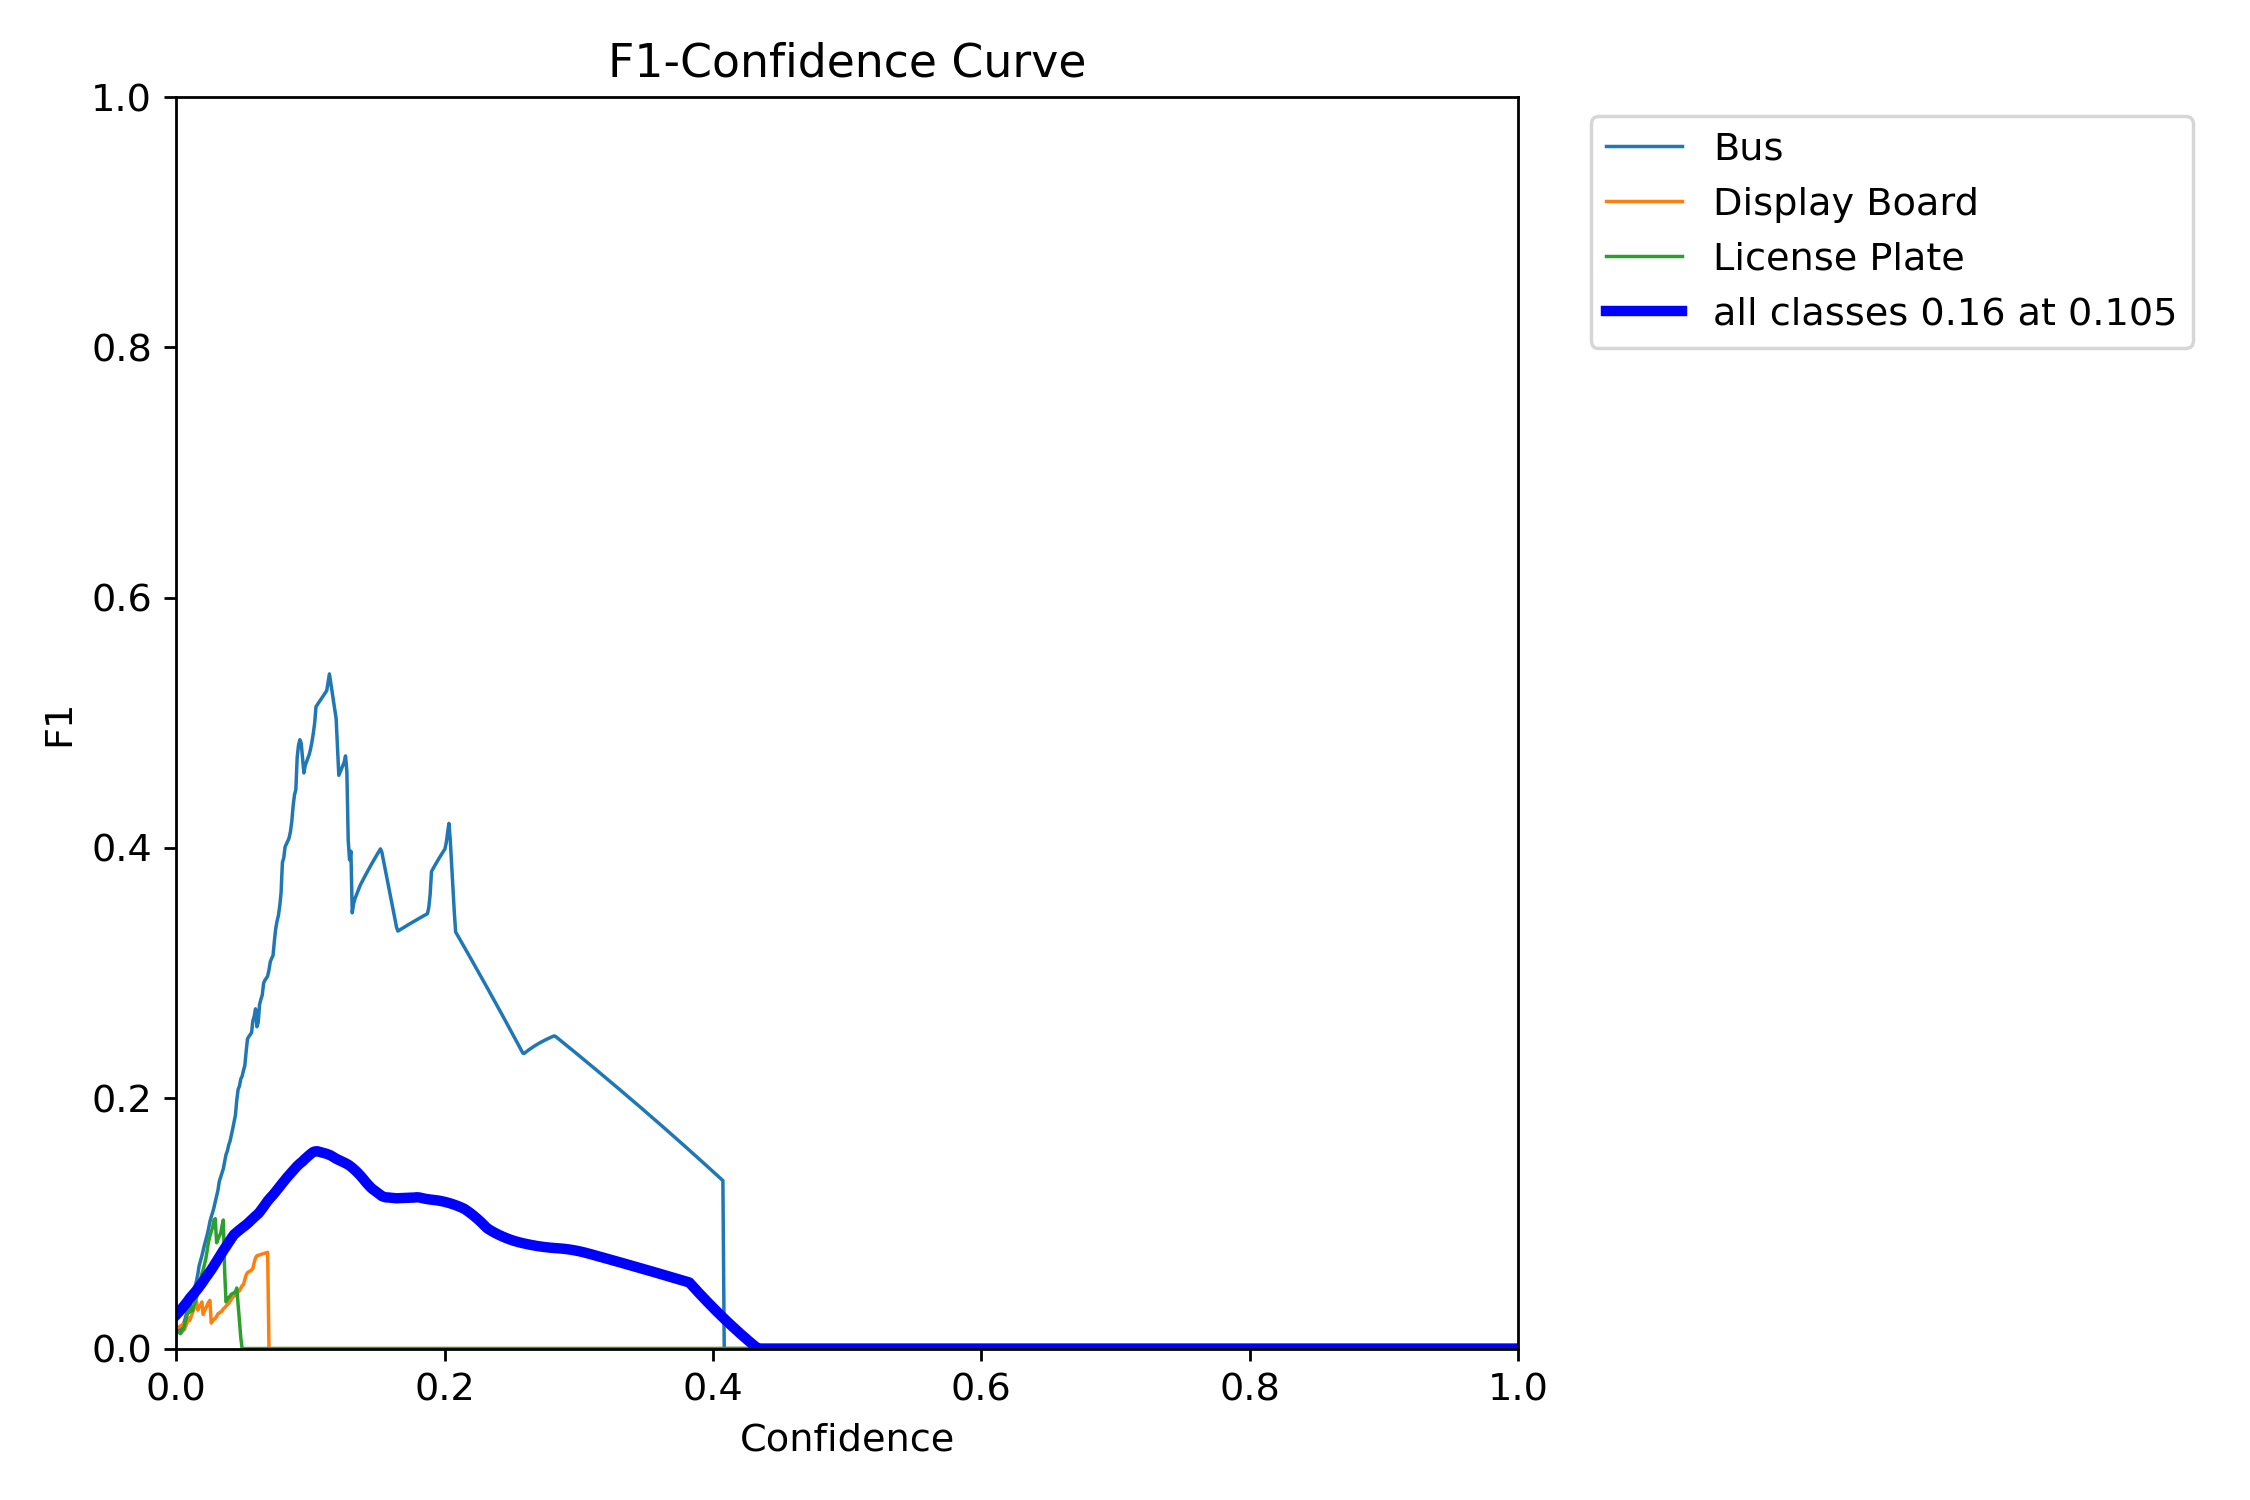 F1-Confidence Curve
1.0
0.8
0.6
0.4
0.2
0.0
F1
0.0 0.2 0.4 0.6 0.8 1.0
Confidence
Bus
Display Board
License Plate
all classes 0.16 at 0.105